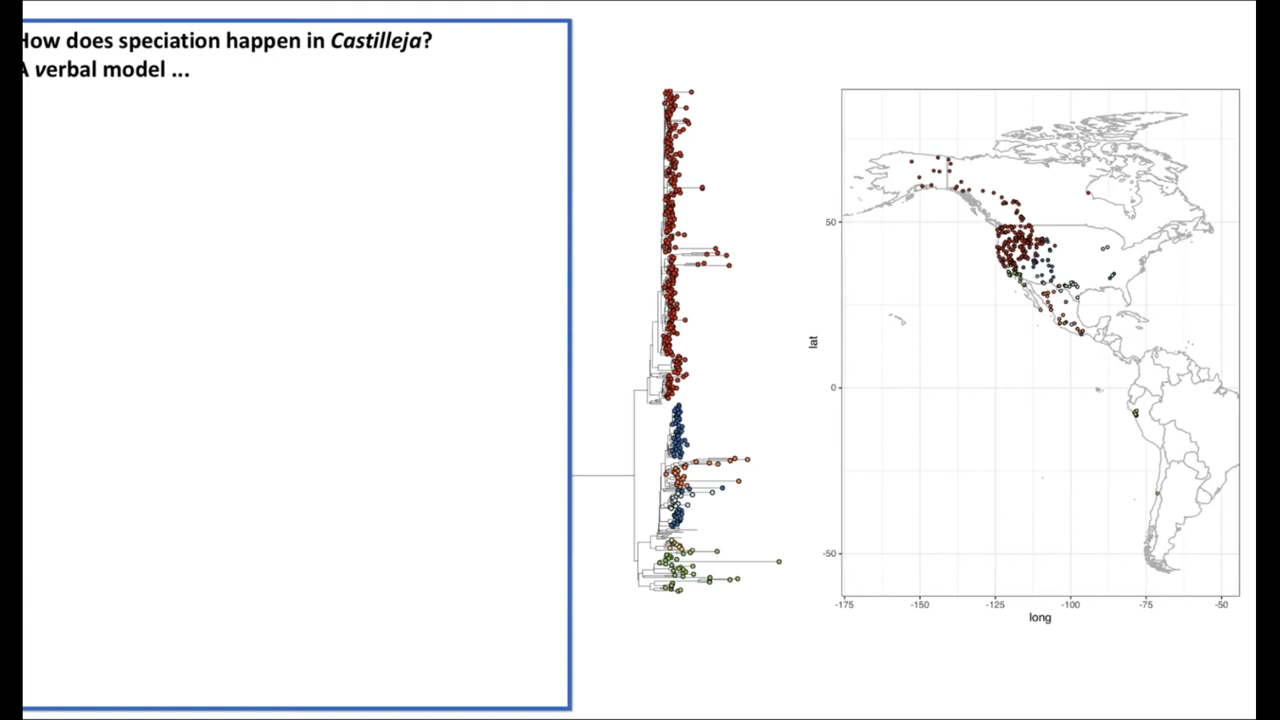 How does speciation happen in Castilleja?
A verbal model ...
50
0
-50
lat
-175
-150
-125
-100
-75
-50
long